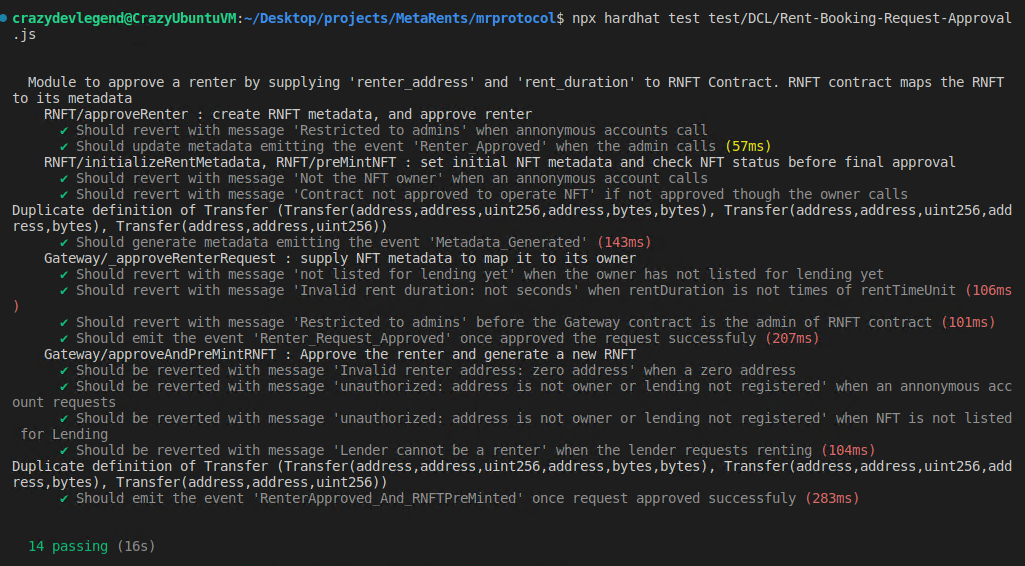 crazydevlegend@CrazyUbuntuVM:~/Desktop/projects/MetaRents/mrprotocol$ npx hardhat test test/DCL/Rent-Booking-Request-Approval
.js
Module to approve a renter by supplying 'renter_address' and 'rent_duration' to RNFT Contract. RNFT contract maps the RNFT
to its metadata
RNFT/approveRenter : create RNFT metadata, and approve renter
✔ Should revert with message 'Restricted to admins' when annonymous accounts call
✔ Should update metadata emitting the event 'Renter_Approved' when the admin calls (57ms)
RNFT/initializeRentMetadata, RNFT/preMintNFT : set initial NFT metadata and check NFT status before final approval
✔ Should revert with message 'Not the NFT owner' when an annonymous account calls
✔ Should revert with message 'Contract not approved to operate NFT' if not approved though the owner calls
Duplicate definition of Transfer (Transfer(address,address,uint256,address,bytes,bytes), Transfer(address,address,uint256,add
ress,bytes), Transfer(address,address,uint256))
✔ Should generate metadata emitting the event 'Metadata_Generated' (143ms)
Gateway/_approveRenterRequest : supply NFT metadata to map it to its owner
✔ Should revert with message 'not listed for lending yet' when the owner has not listed for lending yet
✔ Should revert with message 'Invalid rent duration: not seconds' when rentDuration is not times of rentTimeUnit (106ms
)
✔ Should revert with message 'Restricted to admins' before the Gateway contract is the admin of RNFT contract (101ms)
✔ Should emit the event 'Renter_Request_Approved' once approved the request successfuly (207ms)
Gateway/approveAndPreMintRNFT : Approve the renter and generate a new RNFT
✔ Should be reverted with message 'Invalid renter address: zero address' when a zero address
✔ Should be reverted with message 'unauthorized: address is not owner or lending not registered' when an annonymous acc
ount requests
✔ Should be reverted with message 'unauthorized: address is not owner or lending not registered' when NFT is not listed
for Lending
✔ Should be reverted with message 'Lender cannot be a renter' when the lender requests renting (104ms)
Duplicate definition of Transfer (Transfer(address,address,uint256,address,bytes,bytes), Transfer(address,address,uint256,add
ress,bytes), Transfer(address,address,uint256))
✔ Should emit the event 'RenterApproved_And_RNFTPreMinted' once request approved successfuly (283ms)
14 passing (16s)